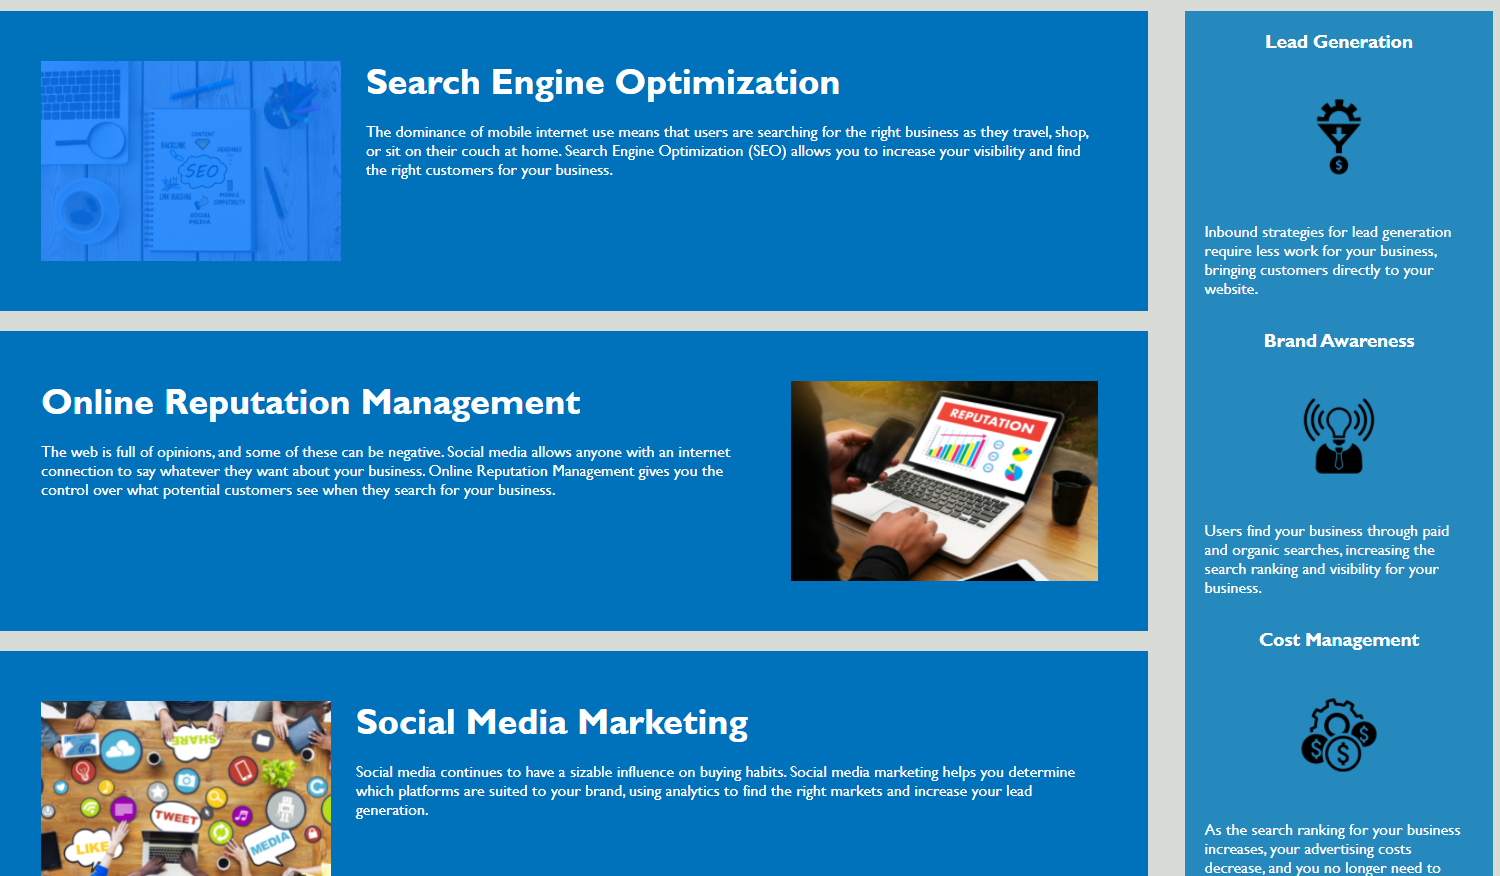 Search Engine Optimization
The dominance of mobile internet use means that users are searching for the right business as they travel, shop,
or sit on their couch at home. Search Engine Optimization (SEO) allows you to increase your visibility and find
the right customers for your business.
CONTENT
BACKLINK
SEO
LINK BUILDING
SOCIAL
MEDIA
Online Reputation Management
The web is full of opinions, and some of these can be negative. Social media allows anyone with an internet
connection to say whatever they want about your business. Online Reputation Management gives you the
control over what potential customers see when they search for your business.
REPUTATION
Social Media Marketing
Social media continues to have a sizable influence on buying habits. Social media marketing helps you determine
which platforms are suited to your brand, using analytics to find the right markets and increase your lead
generation.
SHARE
TWEET
LIKE
MEDIA
Lead Generation
Inbound strategies for lead generation
require less work for your business,
bringing customers directly to your
website.
Brand Awareness
Users find your business through paid
and organic searches, increasing the
search ranking and visibility for your
business.
Cost Management
As the search ranking for your business
increases, your advertising costs
decrease, and you no longer need to